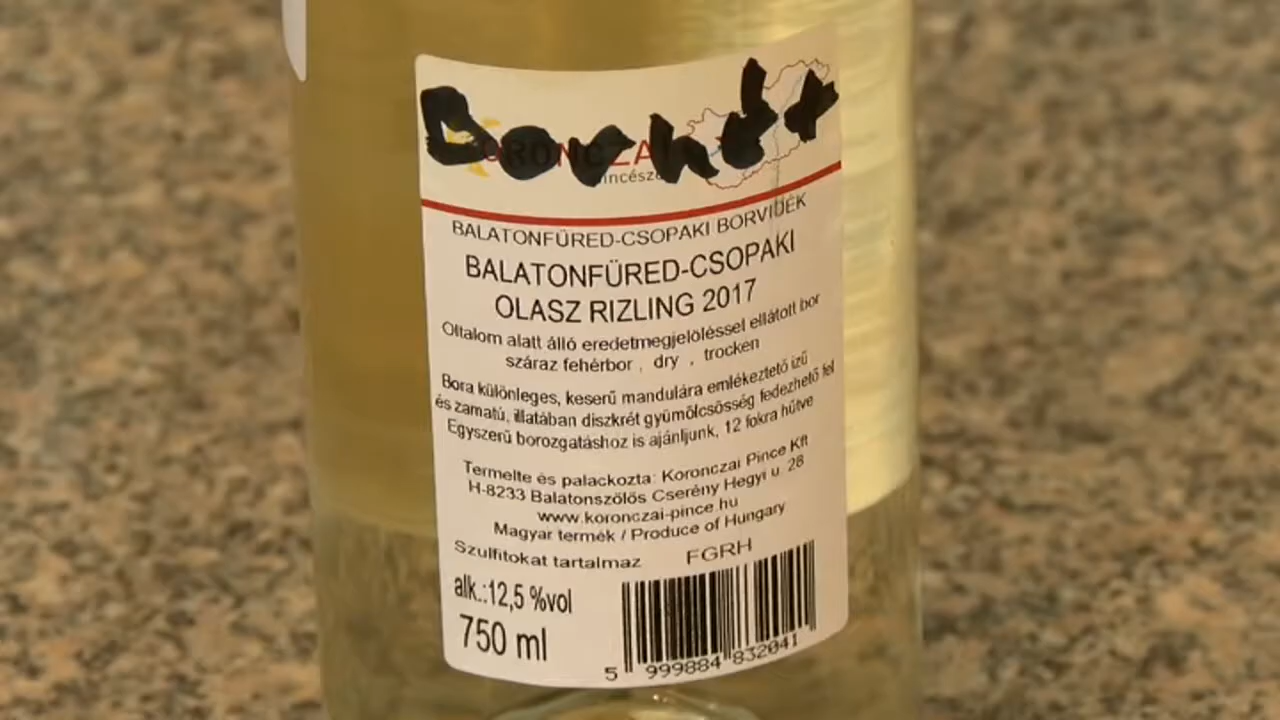 BALATONFÜRED-CSOPAKI BORVIDÉK
BALATONFÜRED-CSOPAKI
OLASZ RIZLING 2017
Oltalom alatt álló eredetmegjelöléssel ellátott bor
száraz fehérbor , dry , trocken
Bora különleges, keserű mandulára emlékeztető ízű
és zamatú, illatában diszkrét gyümölcsösség fedezhető fel
Egyszerű borozgatáshoz is ajánljunk, 12 fokra hűtve
Termelte és palackozta: Koronczai Pince Kft
H-8233 Balatonszőlős Cserény Hegyi u. 28
www.koronczai-pince.hu
Magyar termék / Produce of Hungary
Szulfitokat tartalmaz FGRH
alk.:12,5 %vol
750 ml
5 999884 832041